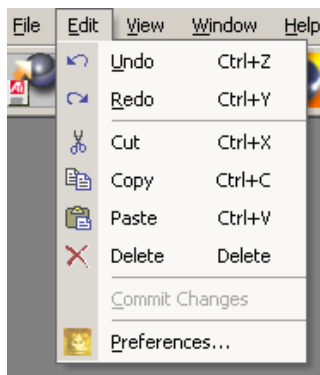 File Edit View Window Help
Undo Ctrl+Z
Redo Ctrl+Y
Cut Ctrl+X
Copy Ctrl+C
Paste Ctrl+V
Delete Delete
Commit Changes
Preferences...